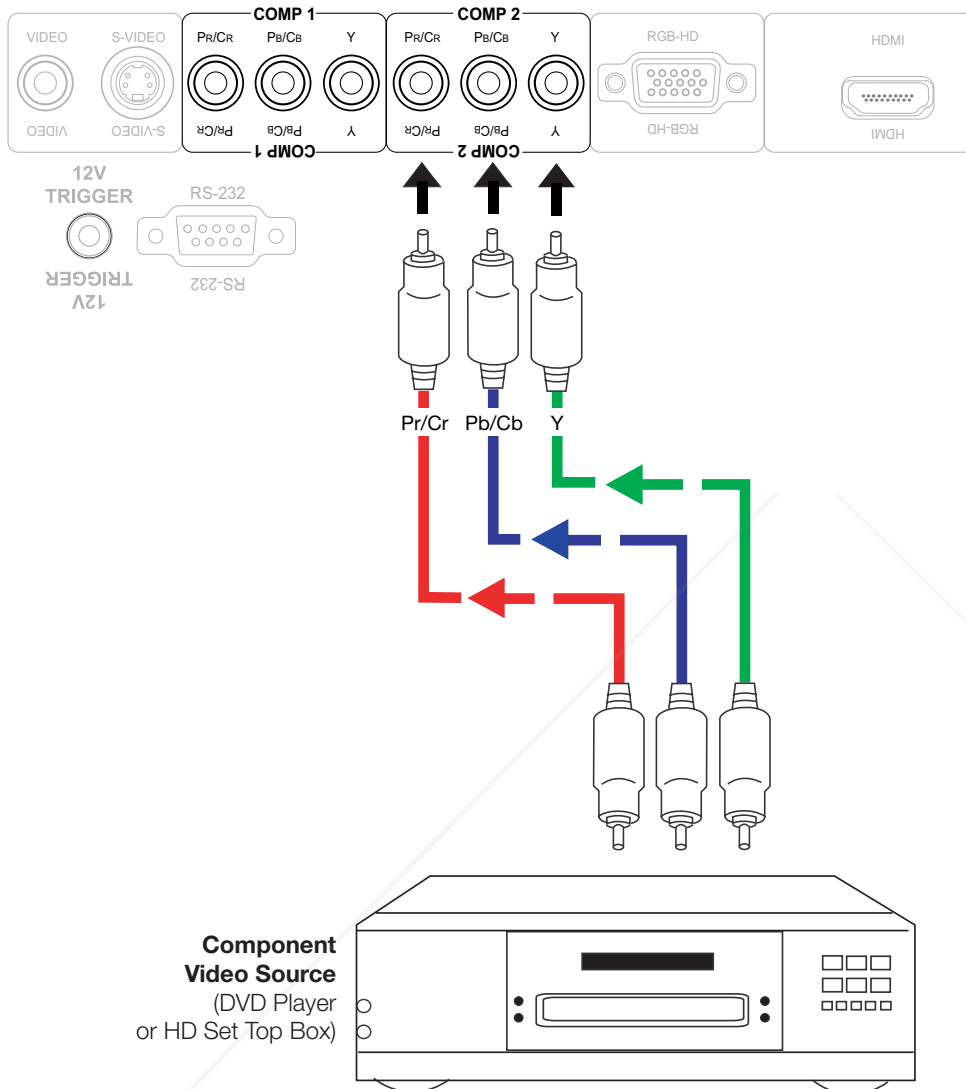 COMP 1
COMP 2
VIDEO
S-VIDEO
PR/CR
PB/CB
Y
PR/CR
PB/CB
Y
RGB-HD
HDMI
VIDEO
S-VIDEO
PR/CR
PB/CB
Y
PR/CR
PB/CB
Y
RGB-HD
HDMI
COMP 1
COMP 2
12V
TRIGGER
RS-232
TRIGGER
12V
RS-232
Pr/Cr
Pb/Cb
Y
Component
Video Source
(DVD Player
or HD Set Top Box)